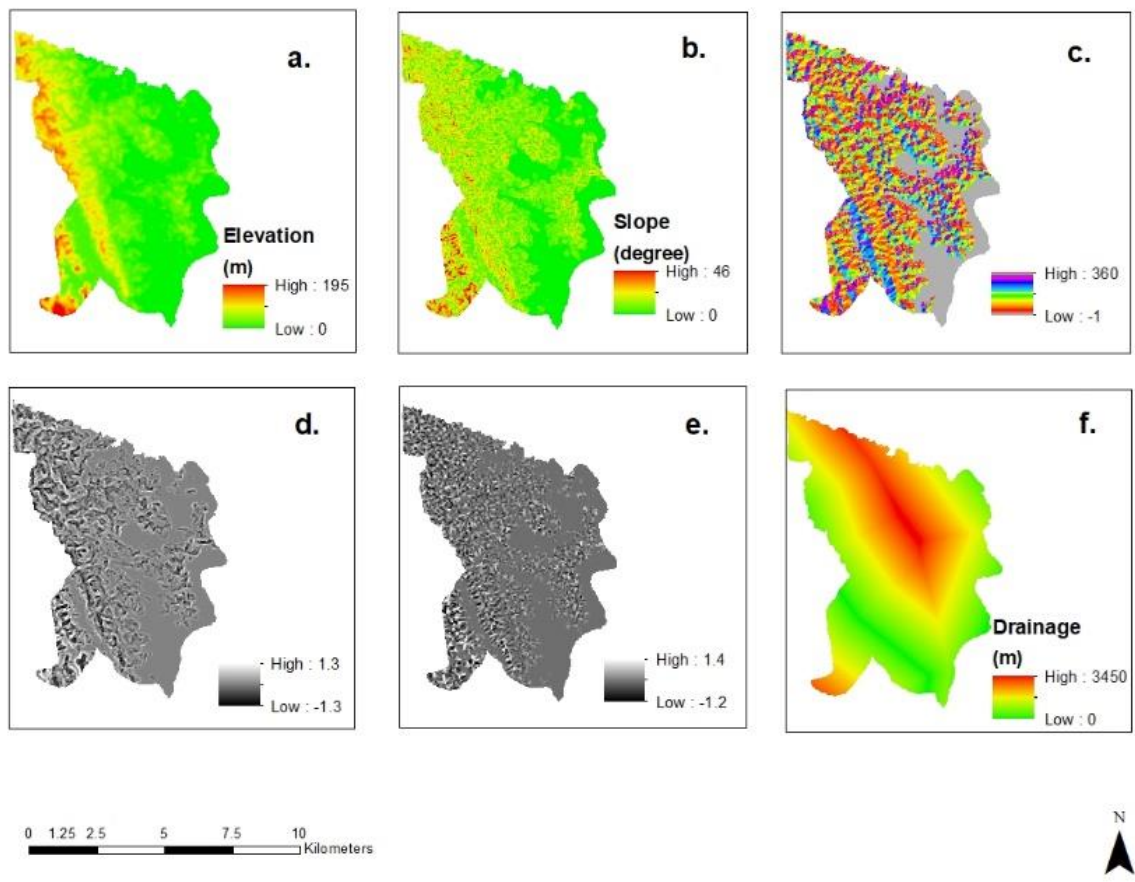 a.
Elevation
(m)
High : 195
Low : 0
b.
Slope
(degree)
High : 46
Low : 0
c.
High : 360
Low : -1
d.
High : 1.3
Low : -1.3
e.
High : 1.4
Low : -1.2
f.
Drainage
(m)
High : 3450
Low : 0
0 1.25 2.5 5 7.5 10
Kilometers
N